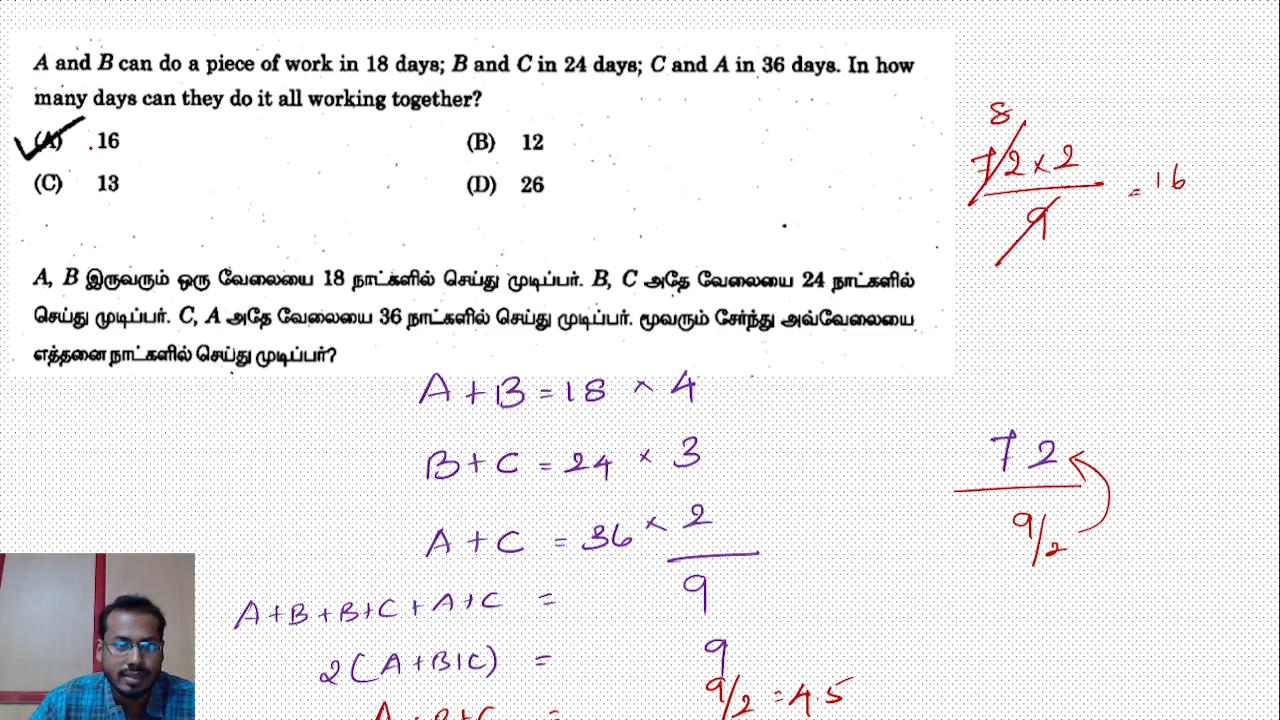 A and B can do a piece of work in 18 days; B and C in 24 days; C and A in 36 days. In how
many days can they do it all working together?
(A) 16
(B) 12
(C) 13
(D) 26
A, B இருவரும் ஒரு வேலையை 18 நாட்களில் செய்து முடிப்பர். B, C அதே வேலையை 24 நாட்களில்
செய்து முடிப்பர். C, A அதே வேலையை 36 நாட்களில் செய்து முடிப்பர். மூவரும் சேர்ந்து அவ்வேலையை
எத்தனை நாட்களில் செய்து முடிப்பர்?
8
72 × 2
9
= 16
A + B = 18 × 4
B + C = 24 × 3
A + C = 36 × 2
9
A + B + B + C + A + C =
2 ( A + B + C ) = 9
A + B + C = 9/2 = 4.5
72
9/2